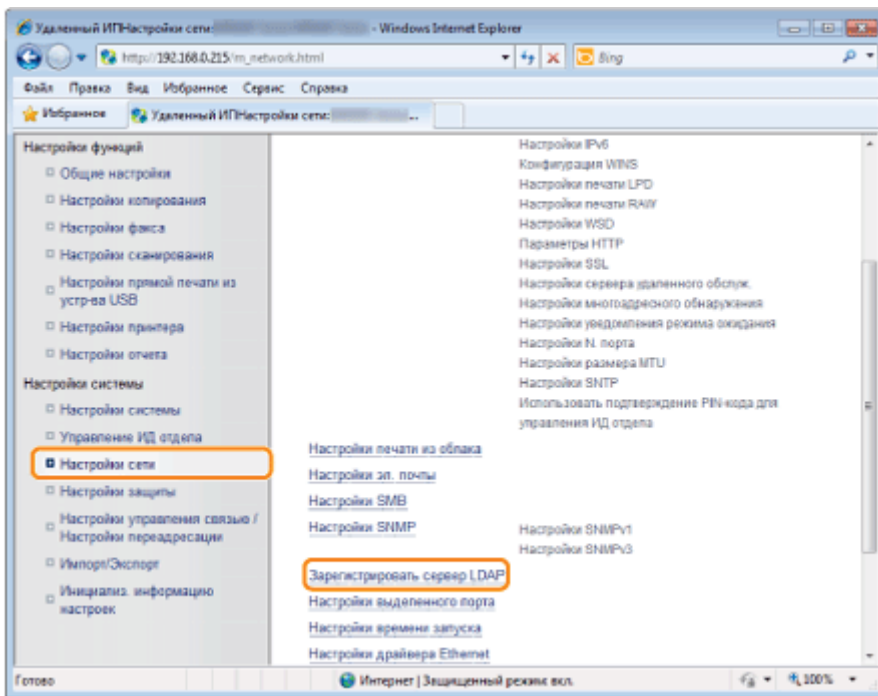 Удаленный ИПНастройки сети: - Windows Internet Explorer
http://192.168.0.215/m_network.html
Bing
Файл Правка Вид Избранное Сервис Справка
Избранное
Удаленный ИПНастройки сети: ...
Настройки функций
Общие настройки
Настройки копирования
Настройки факса
Настройки сканирования
Настройки прямой печати из
устр-ва USB
Настройки принтера
Настройки отчета
Настройки системы
Настройки системы
Управление ИД отдела
Настройки сети
Настройки защиты
Настройки управления связью /
Настройки переадресации
Импорт/Экспорт
Инициализ. информацию
настроек
Настройки IPv6
Конфигурация WINS
Настройки печати LPD
Настройки печати RAW
Настройки WSD
Параметры HTTP
Настройки SSL
Настройки сервера удаленного обслуж.
Настройки многоадресного обнаружения
Настройки уведомления режима ожидания
Настройки N. порта
Настройки размера MTU
Настройки SNTP
Использовать подтверждение PIN-кода для
управления ИД отдела
Настройки печати из облака
Настройки эл. почты
Настройки SMB
Настройки SNMP
Настройки SNMPv1
Настройки SNMPv3
Зарегистрировать сервер LDAP
Настройки выделенного порта
Настройки времени запуска
Настройки драйвера Ethernet
Готово
Интернет | Защищенный режим: вкл.
100%